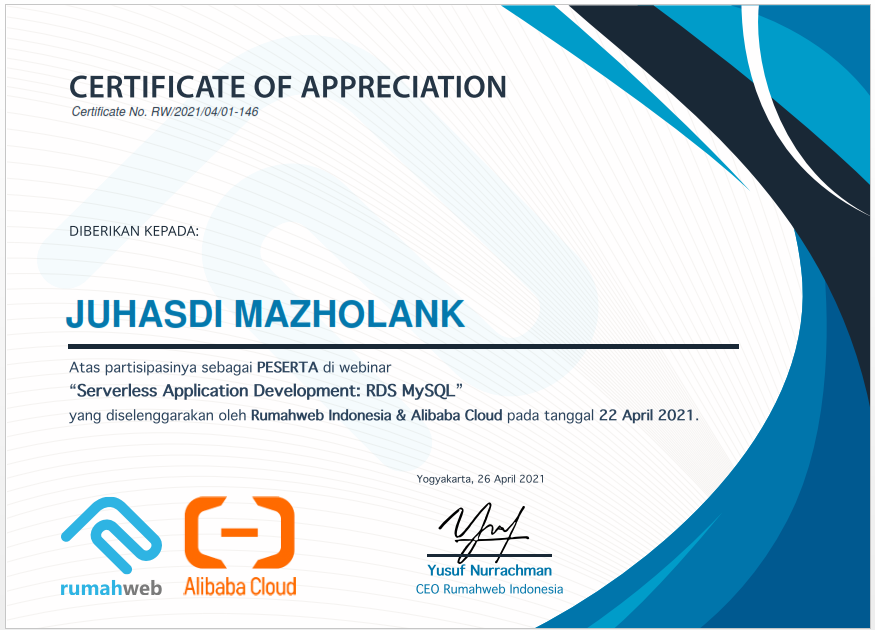 CERTIFICATE OF APPRECIATION
Certificate No. RW/2021/04/01-146
DIBERIKAN KEPADA:
JUHASDI MAZHOLANK
Atas partisipasinya sebagai PESERTA di webinar
“Serverless Application Development: RDS MySQL”
yang diselenggarakan oleh Rumahweb Indonesia & Alibaba Cloud pada tanggal 22 April 2021.
Yogyakarta, 26 April 2021
Yusuf Nurrachman
CEO Rumahweb Indonesia
rumahweb
Alibaba Cloud